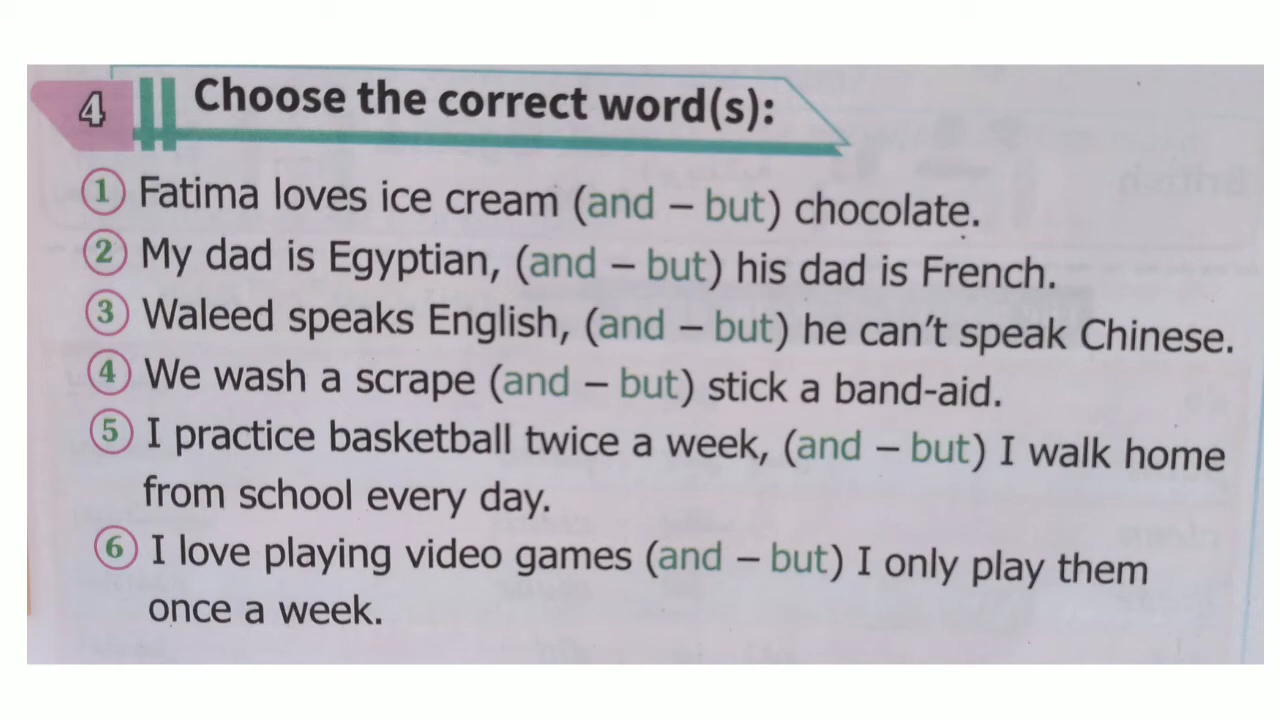 4 Choose the correct word(s):
1 Fatima loves ice cream (and – but) chocolate.
2 My dad is Egyptian, (and – but) his dad is French.
3 Waleed speaks English, (and – but) he can't speak Chinese.
4 We wash a scrape (and – but) stick a band-aid.
5 I practice basketball twice a week, (and – but) I walk home
from school every day.
6 I love playing video games (and – but) I only play them
once a week.